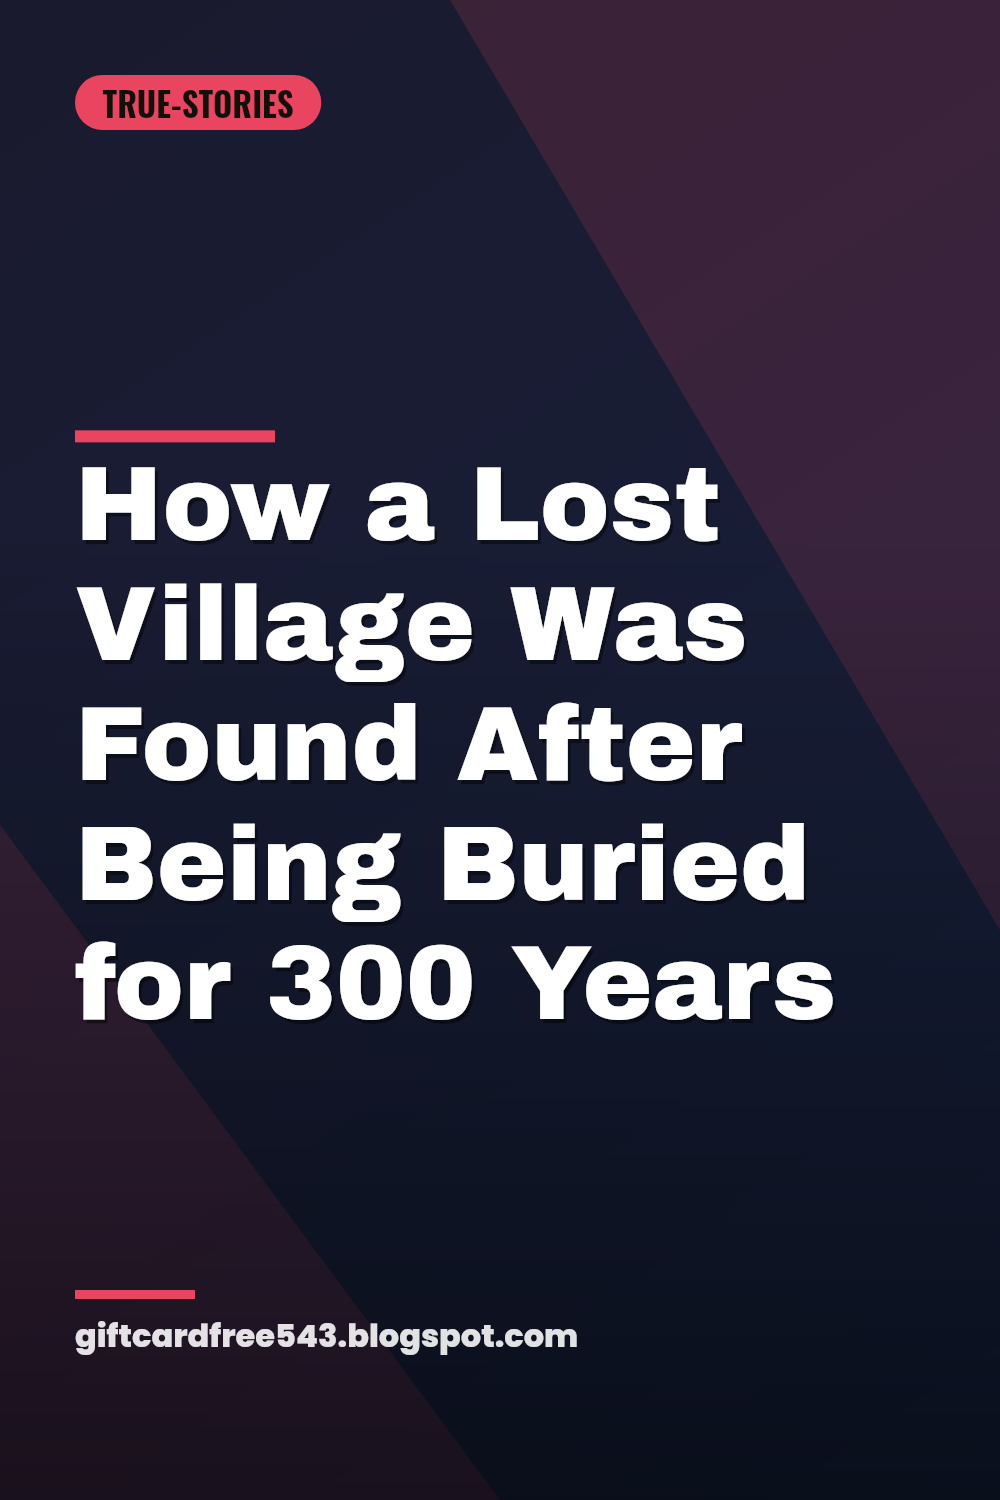 TRUE-STORIES
How a Lost
Village Was
Found After
Being Buried
for 300 Years
giftcardfree543.blogspot.com